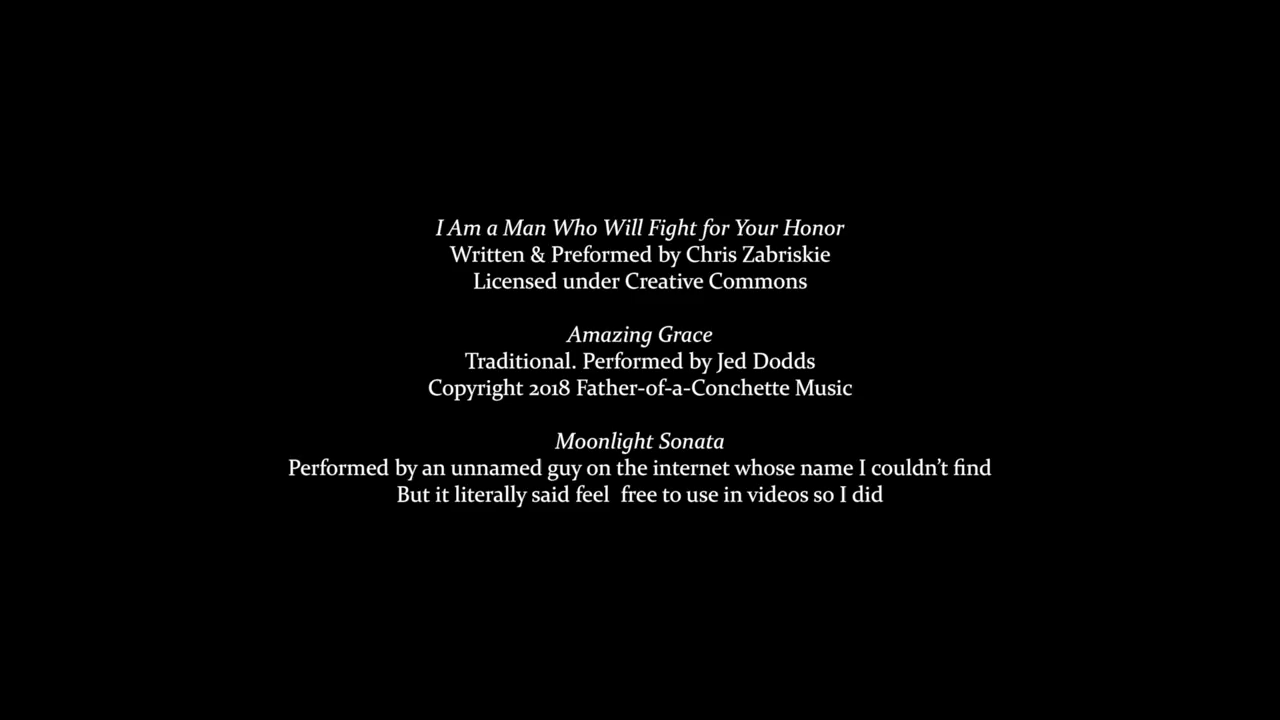 I Am a Man Who Will Fight for Your Honor
Written & Preformed by Chris Zabriskie
Licensed under Creative Commons
Amazing Grace
Traditional. Performed by Jed Dodds
Copyright 2018 Father-of-a-Conchette Music
Moonlight Sonata
Performed by an unnamed guy on the internet whose name I couldn't find
But it literally said feel  free to use in videos so I did